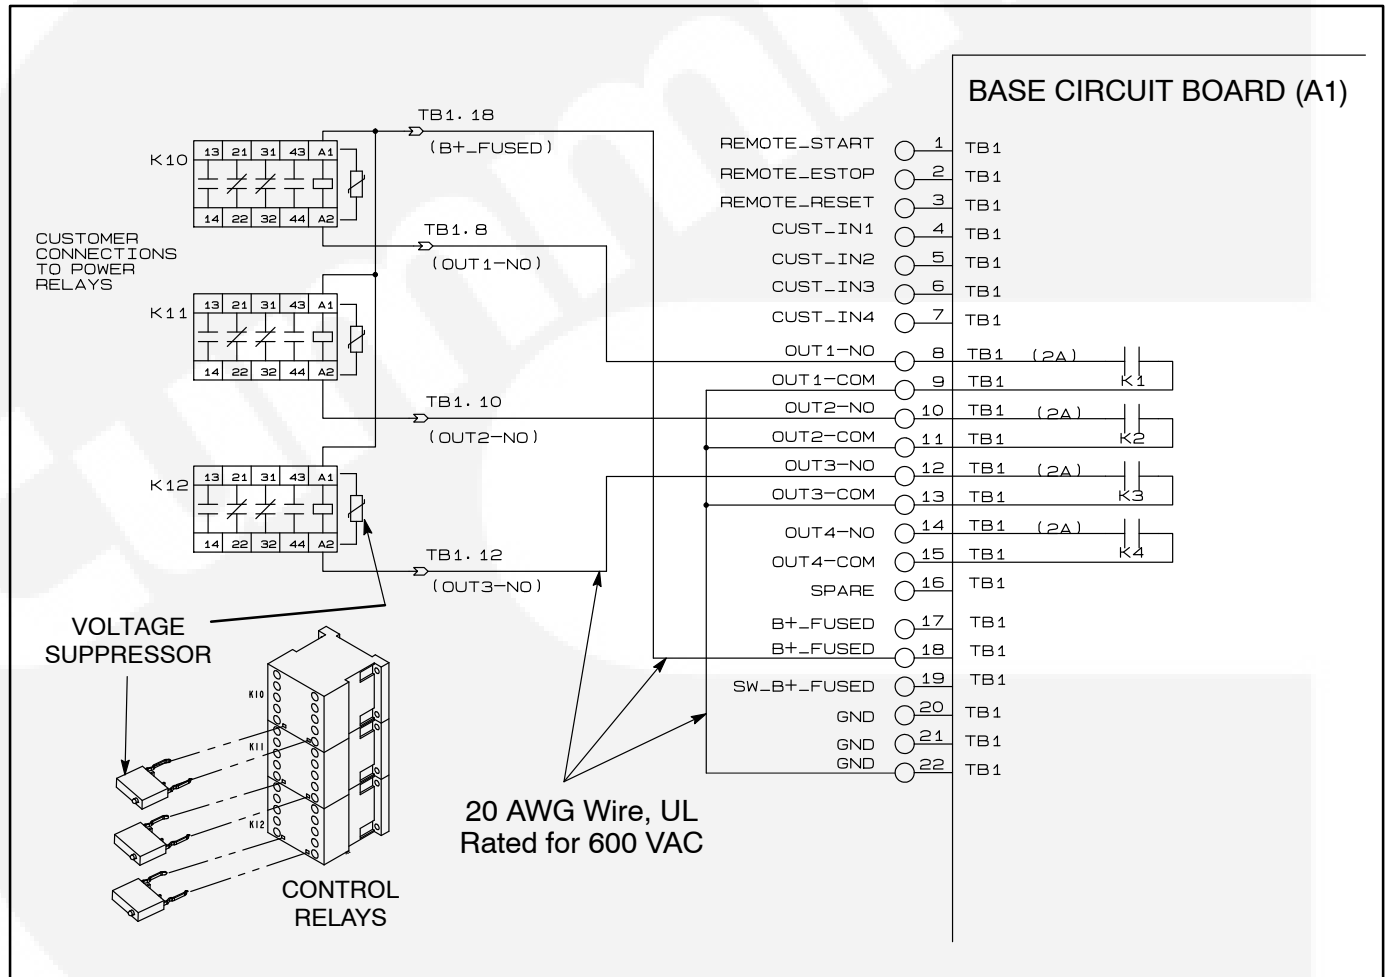 BASE CIRCUIT BOARD (A1)
TB1. 18
(B+_FUSED)
K10
13 21 31 43 A1
14 22 32 44 A2
CUSTOMER
CONNECTIONS
TO POWER
RELAYS
TB1. 8
(OUT1-NO)
K11
13 21 31 43 A1
14 22 32 44 A2
TB1. 10
(OUT2-NO)
K12
13 21 31 43 A1
14 22 32 44 A2
TB1. 12
(OUT3-NO)
REMOTE_START 1 TB1
REMOTE_ESTOP 2 TB1
REMOTE_RESET 3 TB1
CUST_IN1 4 TB1
CUST_IN2 5 TB1
CUST_IN3 6 TB1
CUST_IN4 7 TB1
OUT1-NO 8 TB1 (2A)
K1
OUT1-COM 9 TB1
OUT2-NO 10 TB1 (2A)
K2
OUT2-COM 11 TB1
OUT3-NO 12 TB1 (2A)
K3
OUT3-COM 13 TB1
OUT4-NO 14 TB1 (2A)
K4
OUT4-COM 15 TB1
SPARE 16 TB1
B+_FUSED 17 TB1
B+_FUSED 18 TB1
SW_B+_FUSED 19 TB1
GND 20 TB1
GND 21 TB1
GND 22 TB1
VOLTAGE
SUPPRESSOR
K10
K11
K12
CONTROL
RELAYS
20 AWG Wire, UL
Rated for 600 VAC